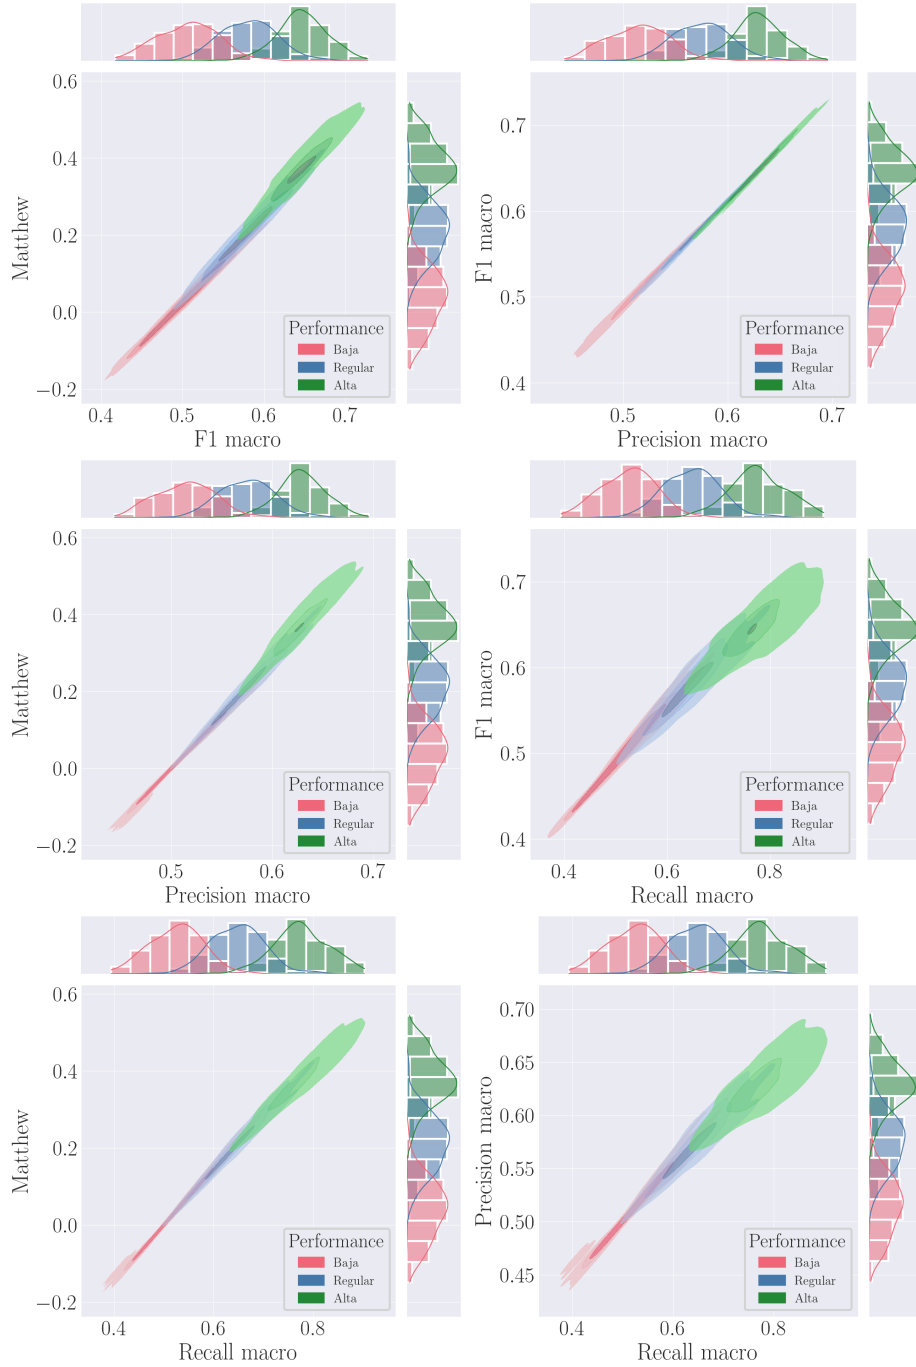 0.6
0.4
Matthew
0.2
0.0
−0.2
Performance
Baja
Regular
Alta
0.4 0.5 0.6 0.7
F1 macro
0.7
0.6
F1 macro
0.5
0.4
Performance
Baja
Regular
Alta
0.5 0.6 0.7
Precision macro
0.6
0.4
Matthew
0.2
0.0
−0.2
Performance
Baja
Regular
Alta
0.5 0.6 0.7
Precision macro
0.7
0.6
F1 macro
0.5
0.4
Performance
Baja
Regular
Alta
0.4 0.6 0.8
Recall macro
0.6
0.4
Matthew
0.2
0.0
−0.2
Performance
Baja
Regular
Alta
0.4 0.6 0.8
Recall macro
0.70
0.65
0.60
Precision macro
0.55
0.50
0.45
Performance
Baja
Regular
Alta
0.4 0.6 0.8
Recall macro